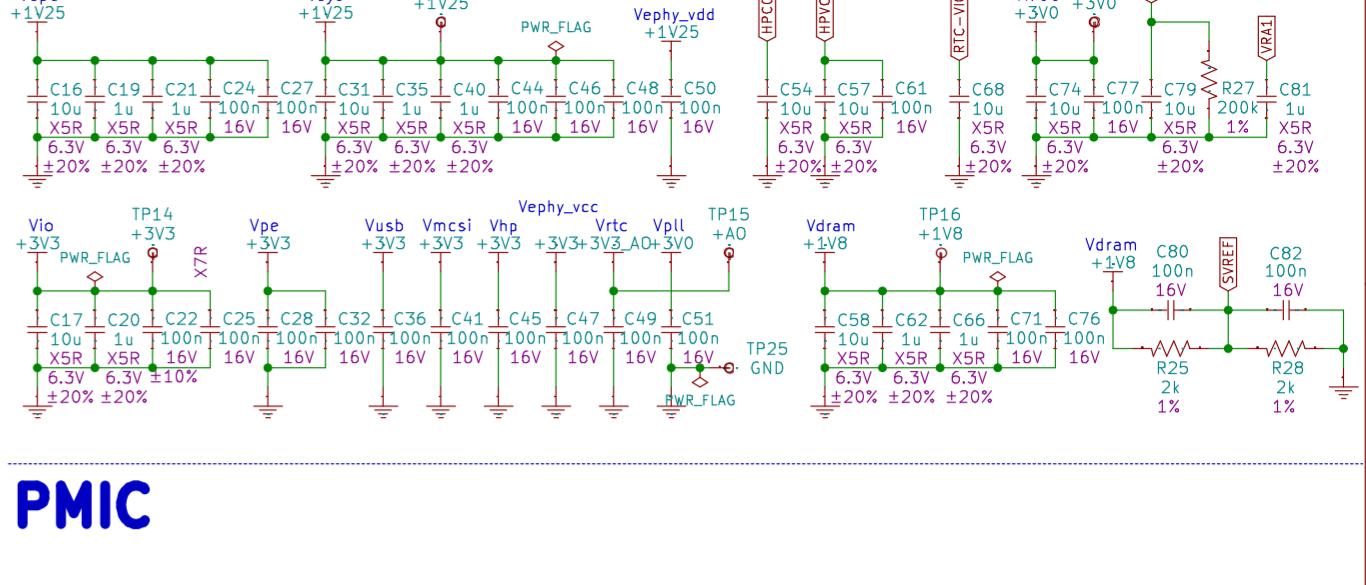 +1V25
+1V25
+1V25
PWR_FLAG
Vephy_vdd
+1V25
+3V0
+3V0
VRA1
C16
10u
X5R
6.3V
±20%
C19
1u
X5R
6.3V
±20%
C21
1u
X5R
6.3V
±20%
C24
100n
16V
C27
100n
16V
C31
10u
X5R
6.3V
±20%
C35
1u
X5R
6.3V
±20%
C40
1u
X5R
6.3V
±20%
C44
100n
16V
C46
100n
16V
C48
100n
16V
C50
100n
16V
C54
10u
X5R
6.3V
±20%
C57
10u
X5R
6.3V
±20%
C61
100n
16V
C68
10u
X5R
6.3V
±20%
C74
10u
X5R
6.3V
±20%
C77
100n
16V
C79
10u
X5R
6.3V
±20%
R27
200k
1%
C81
1u
X5R
6.3V
±20%
Vio
+3V3
PWR_FLAG
TP14
+3V3
X7R
Vpe
+3V3
Vusb
+3V3
Vmcsi
+3V3
Vhp
+3V3
Vephy_vcc
+3V3
Vrtc
+3V3_AO
Vpll
+3V0
TP15
+AO
Vdram
+1V8
TP16
+1V8
PWR_FLAG
Vdram
+1V8
C80
100n
16V
SVREF
C82
100n
16V
C17
10u
X5R
6.3V
±20%
C20
1u
X5R
6.3V
±20%
C22
100n
16V
±10%
C25
100n
16V
C28
100n
16V
C32
100n
16V
C36
100n
16V
C41
100n
16V
C45
100n
16V
C47
100n
16V
C49
100n
16V
C51
100n
16V
TP25
GND
PWR_FLAG
C58
10u
X5R
6.3V
±20%
C62
1u
X5R
6.3V
±20%
C66
1u
X5R
6.3V
±20%
C71
100n
16V
C76
100n
16V
R25
2k
1%
R28
2k
1%
PMIC